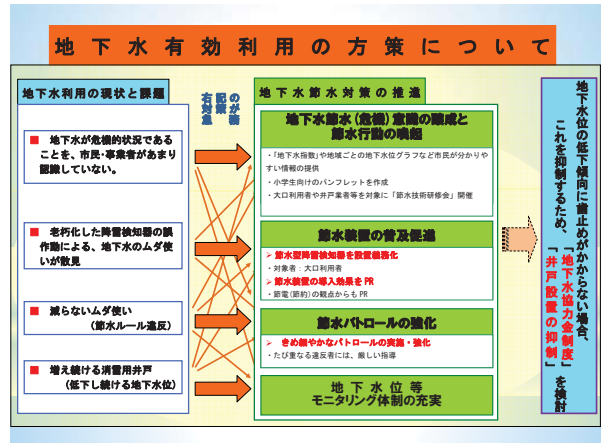 地下水有効利用の方策について
地下水利用の現状と課題
■ 地下水が危機的状況である
ことを、市民・事業者があまり
認識していない。
■ 老朽化した降雪検知器の誤
作動による、地下水のムダ使
いが散見
■ 減らないムダ使い
(節水ルール違反)
■ 増え続ける消雪用井戸
(低下し続ける地下水位)
右記の
対策が
急務
地下水節水対策の推進
地下水節水(危機)意識の醸成と
節水行動の喚起
・「地下水指数」や地域ごとの地下水位グラフなど市民が分かりや
すい情報の提供
・小学生向けのパンフレットを作成
・大口利用者や井戸業者等を対象に「節水技術研修会」開催
節水装置の普及促進
➢ 節水型降雪検知器を設置義務化
・対象者:大口利用者
➢ 節水装置の導入効果を PR
・節電(節約)の観点からも PR
節水パトロールの強化
➢ きめ細やかなパトロールの実施・強化
・たび重なる違反者には、厳しい指導
地下水位等
モニタリング体制の充実
地下水位の低下傾向に歯止めがかからない場合、
これを抑制するため、
「地下水協力金制度」
「井戸設置の抑制」
を検討